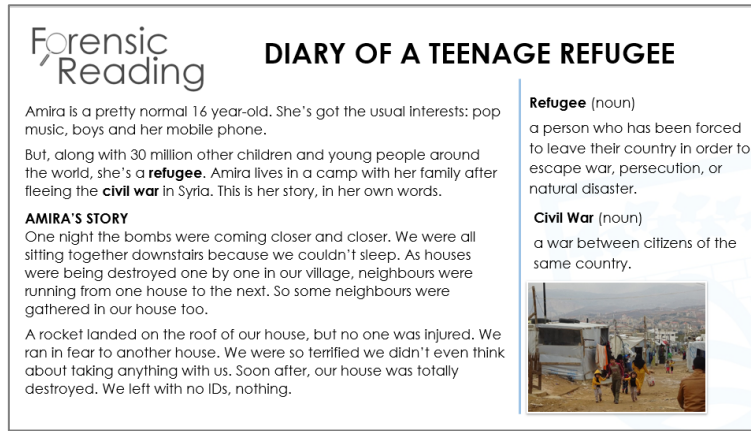 Forensic
Reading
DIARY OF A TEENAGE REFUGEE
Amira is a pretty normal 16 year-old. She's got the usual interests: pop
music, boys and her mobile phone.
But, along with 30 million other children and young people around
the world, she's a refugee. Amira lives in a camp with her family after
fleeing the civil war in Syria. This is her story, in her own words.
AMIRA'S STORY
One night the bombs were coming closer and closer. We were all
sitting together downstairs because we couldn't sleep. As houses
were being destroyed one by one in our village, neighbours were
running from one house to the next. So some neighbours were
gathered in our house too.
A rocket landed on the roof of our house, but no one was injured. We
ran in fear to another house. We were so terrified we didn't even think
about taking anything with us. Soon after, our house was totally
destroyed. We left with no IDs, nothing.
Refugee (noun)
a person who has been forced
to leave their country in order to
escape war, persecution, or
natural disaster.
Civil War (noun)
a war between citizens of the
same country.